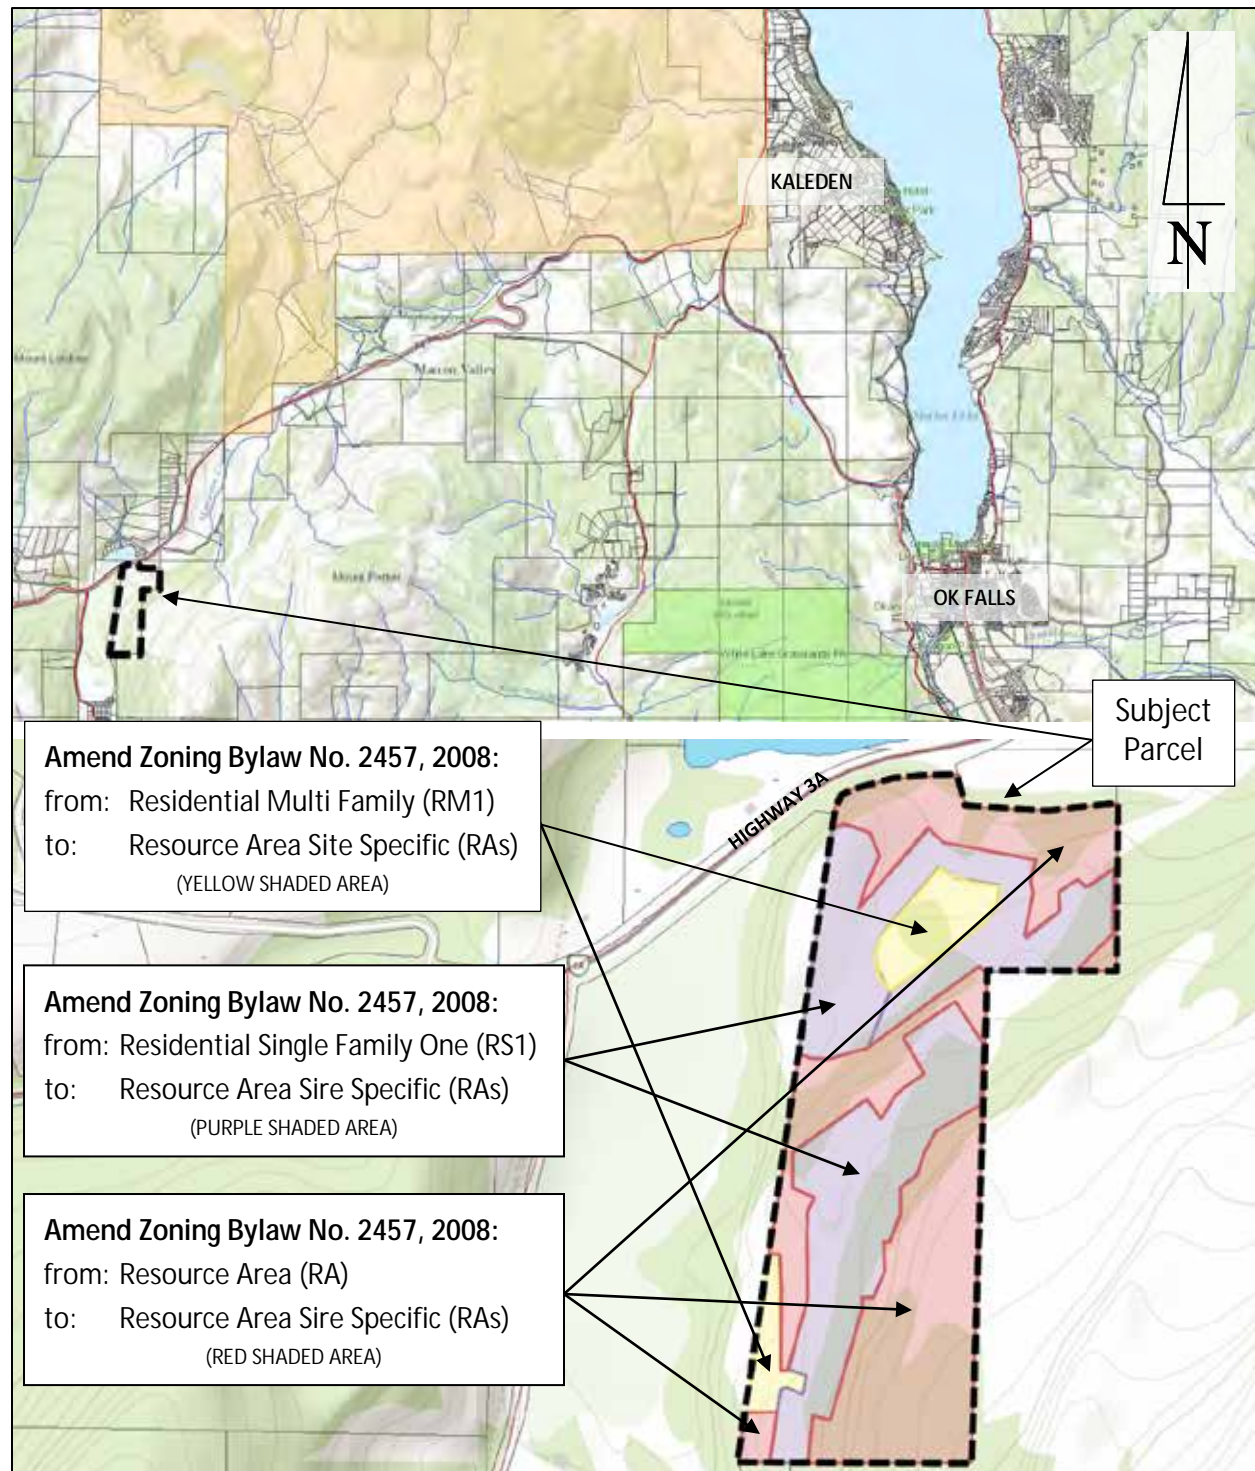 KALEDEN
N
Marron Valley
OK FALLS
Subject
Parcel
Amend Zoning Bylaw No. 2457, 2008:
from: Residential Multi Family (RM1)
to: Resource Area Site Specific (RAs)
(YELLOW SHADED AREA)
HIGHWAY 3A
Amend Zoning Bylaw No. 2457, 2008:
from: Residential Single Family One (RS1)
to: Resource Area Sire Specific (RAs)
(PURPLE SHADED AREA)
Amend Zoning Bylaw No. 2457, 2008:
from: Resource Area (RA)
to: Resource Area Sire Specific (RAs)
(RED SHADED AREA)